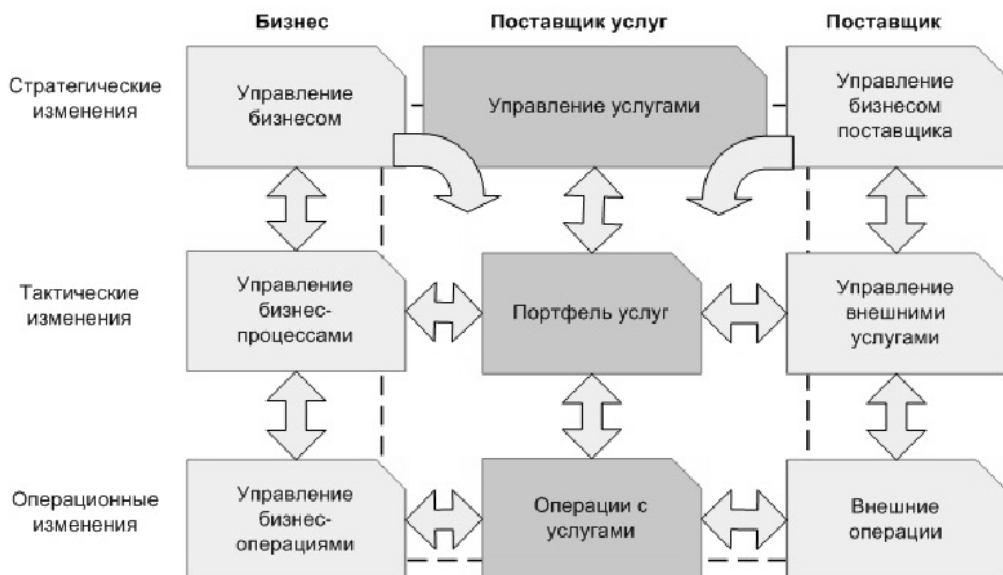 Бизнес
Поставщик услуг
Поставщик
Стратегические
изменения
Управление
бизнесом
Управление услугами
Управление
бизнесом
поставщика
Тактические
изменения
Управление
бизнес-
процессами
Портфель услуг
Управление
внешними
услугами
Операционные
изменения
Управление
бизнес-
операциями
Операции с
услугами
Внешние
операции